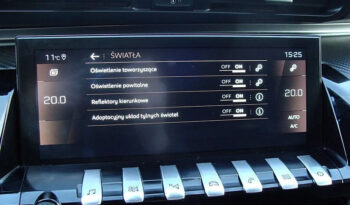 11°C
ŚWIATŁA
15:25
Oświetlenie towarzyszące OFF ON
Oświetlenie powitalne OFF ON
20.0
20.0
Reflektory kierunkowe OFF ON
Adaptacyjny układ tylnych świateł OFF ON
AUTO
A/C